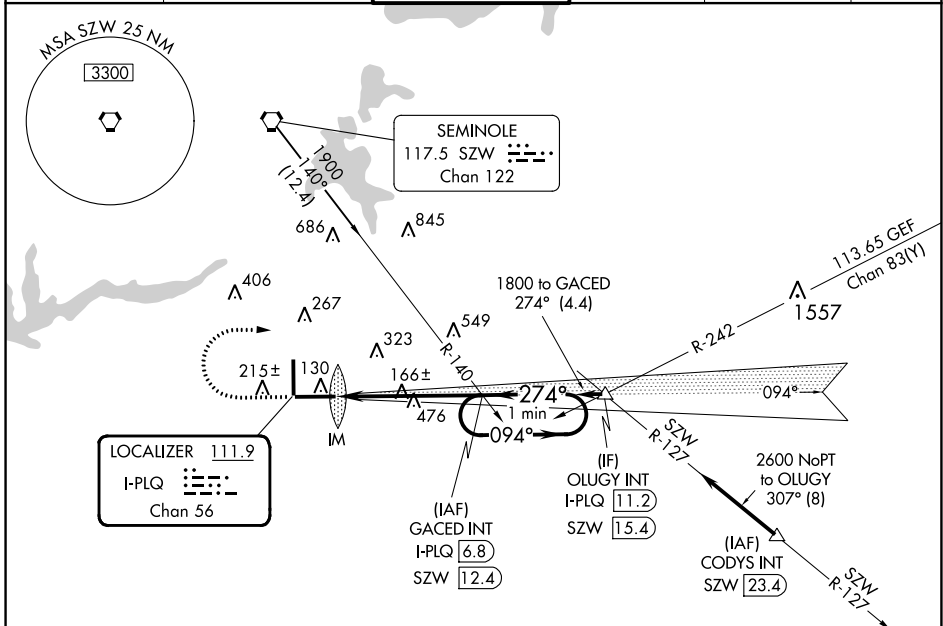 MSA SZW 25 NM
3300
SEMINOLE
117.5 SZW
Chan 122
1900
140°
(12.4)
686
845
113.65 GEF
Chan 83(Y)
406
267
1800 to GACED
274° (4.4)
1557
323
549
R-242
R-140
215±
130
166±
274°
094°
476
1 min
094°
IM
SZW
R-127
LOCALIZER 111.9
I-PLQ
Chan 56
(IF)
OLUGY INT
I-PLQ 11.2
SZW 15.4
2600 NoPT
to OLUGY
307° (8)
(IAF)
GACED INT
I-PLQ 6.8
SZW 12.4
(IAF)
CODYS INT
SZW 23.4
SZW
R-127